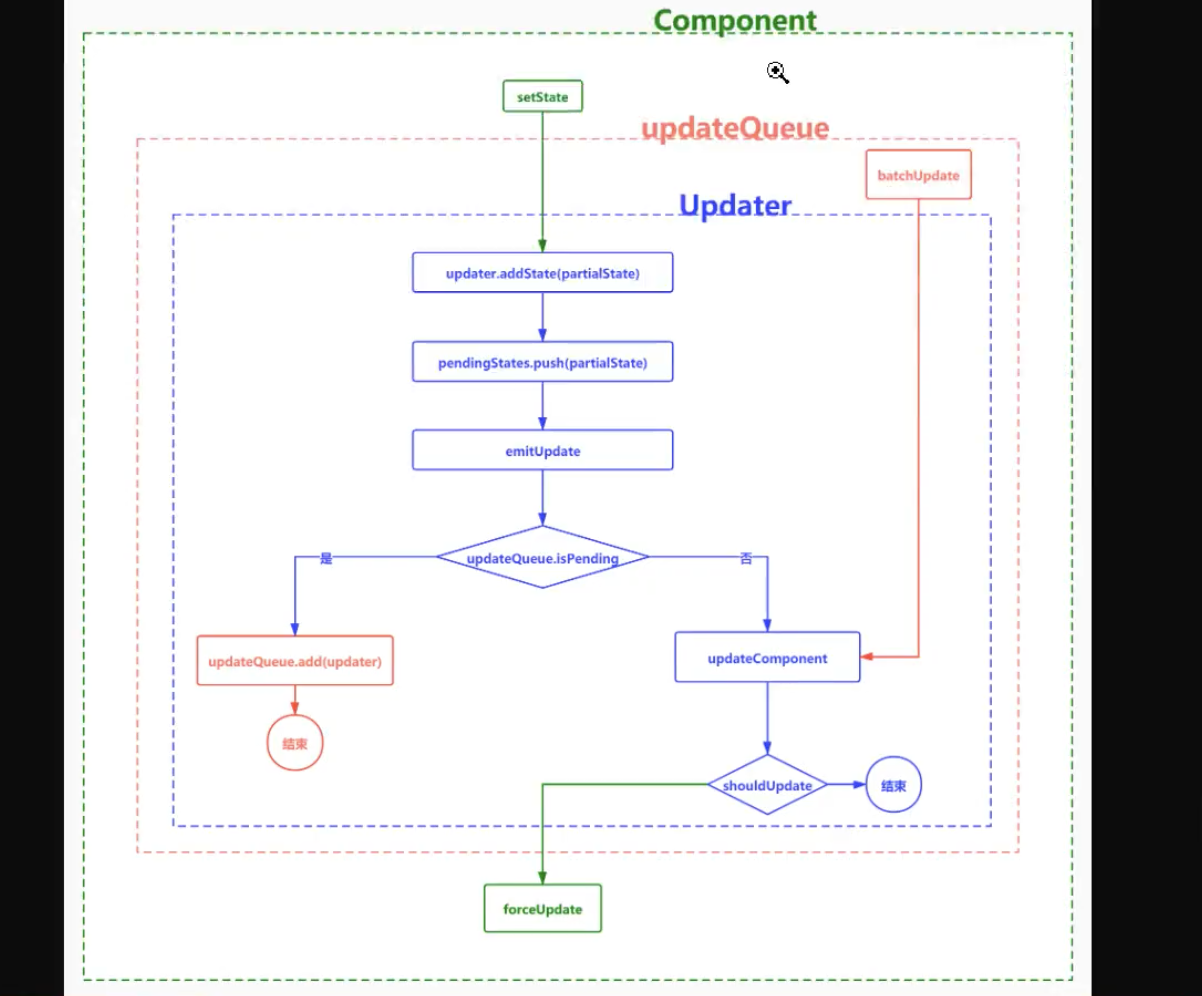 Component
setState
updateQueue
batchUpdate
Updater
updater.addState(partialState)
pendingStates.push(partialState)
emitUpdate
updateQueue.isPending
是
否
updateQueue.add(updater)
updateComponent
结束
shouldUpdate
结束
forceUpdate